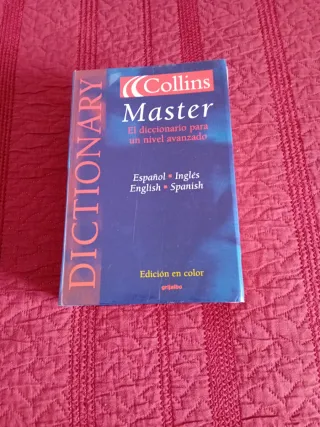 DICTIONARY
Collins
Master
El diccionario para
un nivel avanzado
Español • Inglés
English • Spanish
Edición en color
grijalbo